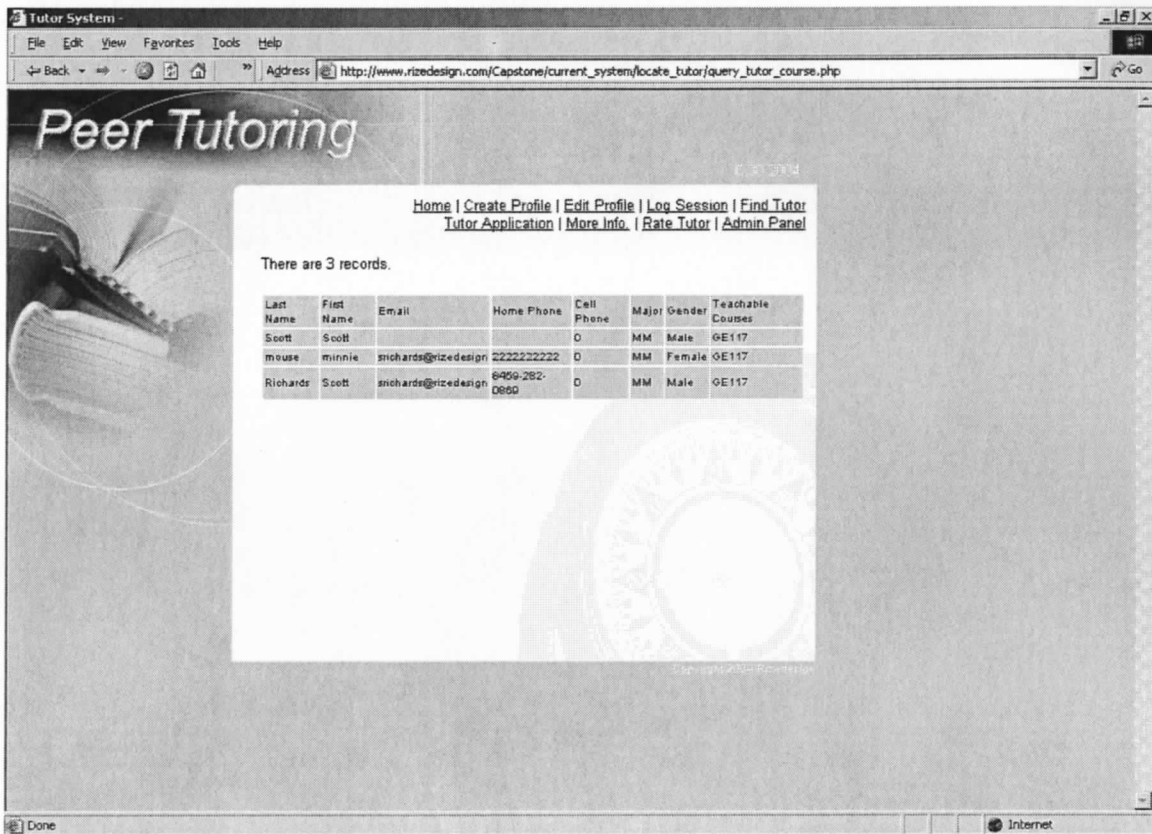 Tutor System -
File Edit View Favorites Tools Help
Back » Address http://www.rizedesign.com/Capstone/current_system/locate_tutor/query_tutor_course.php Go
Peer Tutoring
Home | Create Profile | Edit Profile | Log Session | Find Tutor
Tutor Application | More Info. | Rate Tutor | Admin Panel
There are 3 records.
Last Name First Name Email Home Phone Cell Phone Major Gender Teachable Courses
Scott Scott 0 MM Male GE117
mouse minnie srichards@rizedesign 2222222222 0 MM Female GE117
Richards Scott srichards@rizedesign 8459-282-0869 0 MM Male GE117
Copyright 2004 Rizedesign
Done Internet